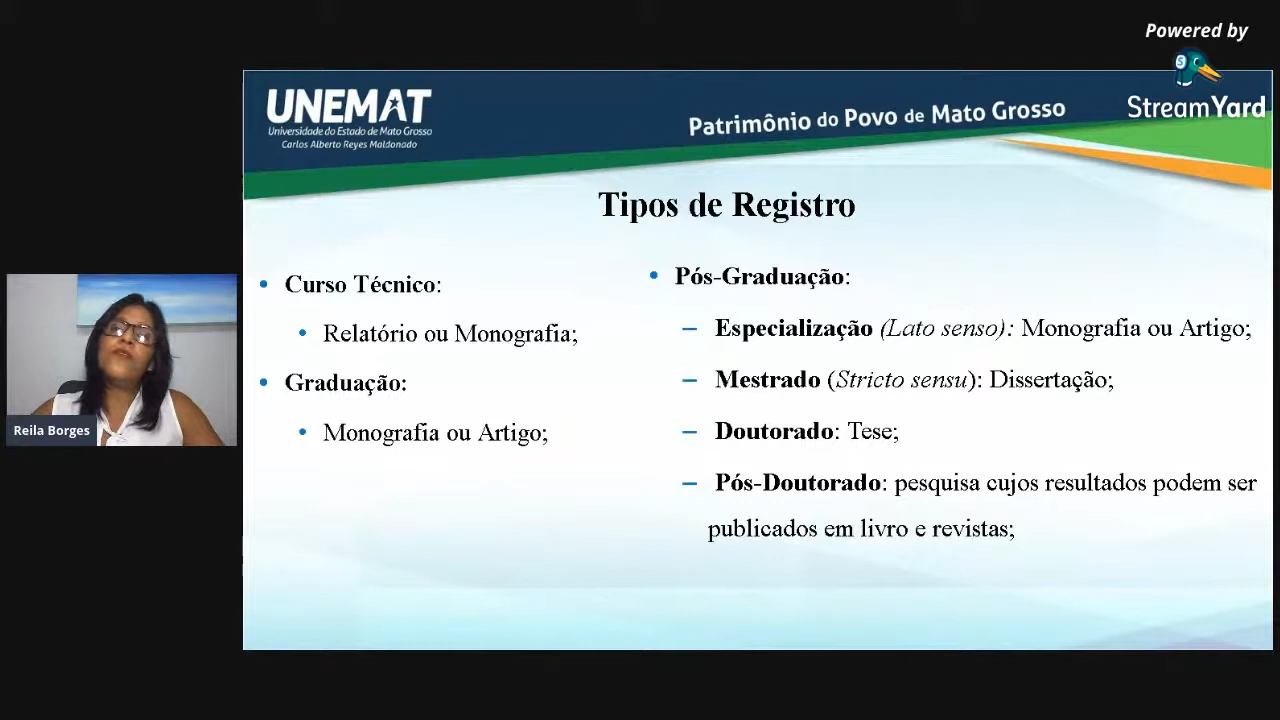 Powered by
StreamYard
UNEMAT
Universidade do Estado de Mato Grosso
Carlos Alberto Reyes Maldonado
Patrimônio do Povo de Mato Grosso
Tipos de Registro
• Curso Técnico:
• Relatório ou Monografia;
• Graduação:
• Monografia ou Artigo;
• Pós-Graduação:
– Especialização (Lato senso): Monografia ou Artigo;
– Mestrado (Stricto sensu): Dissertação;
– Doutorado: Tese;
– Pós-Doutorado: pesquisa cujos resultados podem ser
publicados em livro e revistas;
Reila Borges